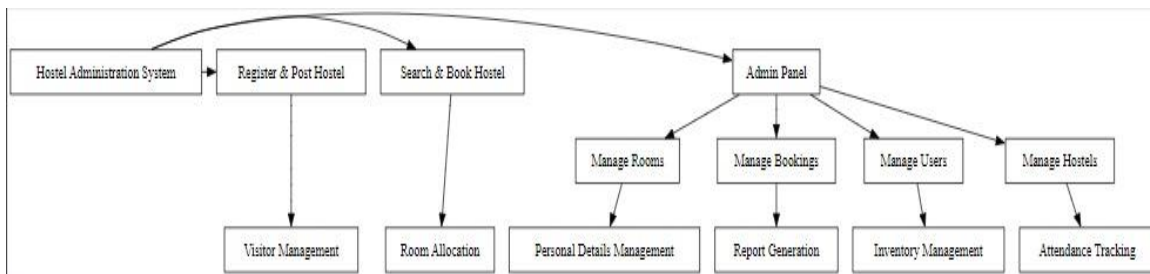 Hostel Administration System
Register & Post Hostel
Search & Book Hostel
Admin Panel
Manage Rooms
Manage Bookings
Manage Users
Manage Hostels
Visitor Management
Room Allocation
Personal Details Management
Report Generation
Inventory Management
Attendance Tracking